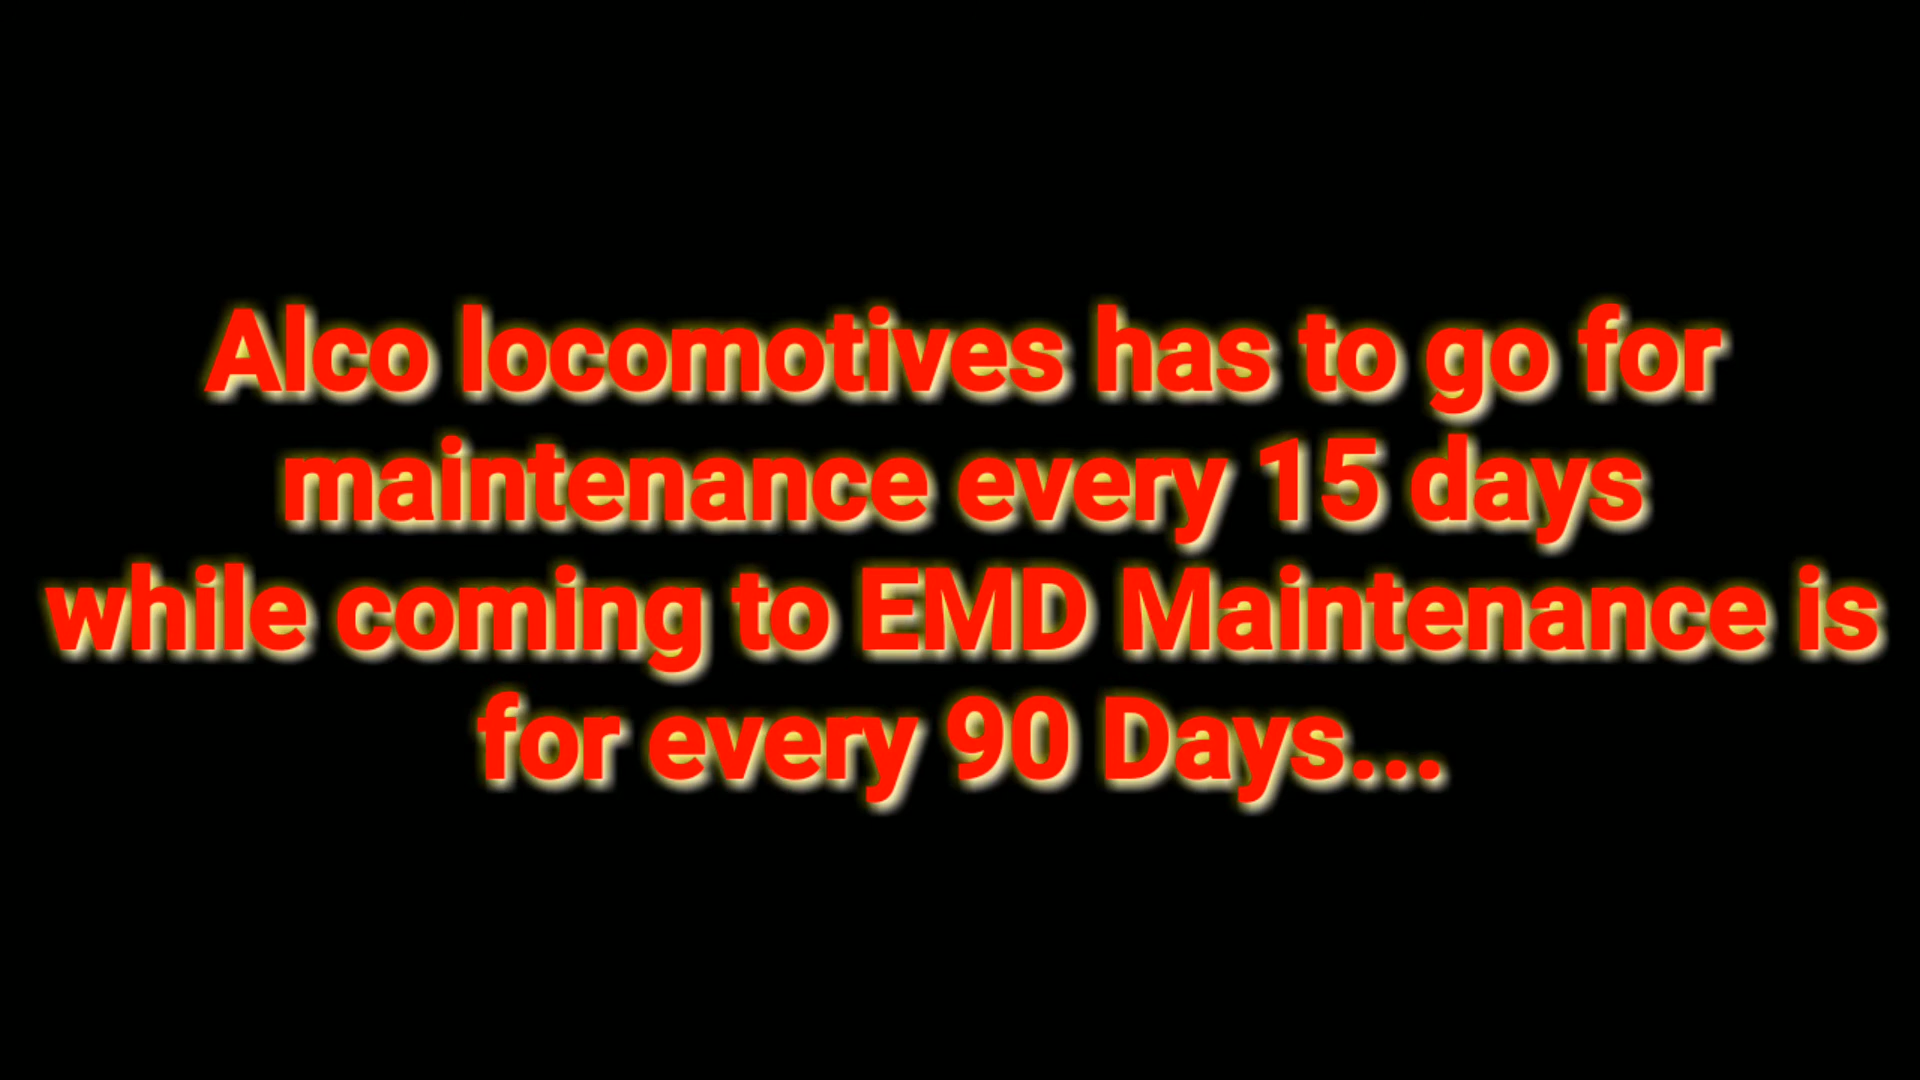 Alco locomotives has to go for
maintenance every 15 days
while coming to EMD Maintenance is
for every 90 Days...